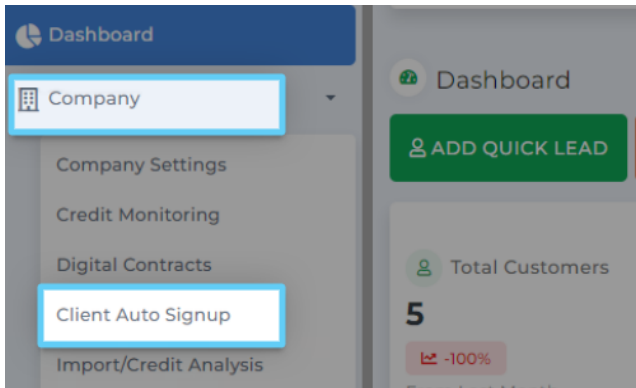 Dashboard
Company
Company Settings
Credit Monitoring
Digital Contracts
Client Auto Signup
Import/Credit Analysis
Dashboard
ADD QUICK LEAD
Total Customers
5
-100%